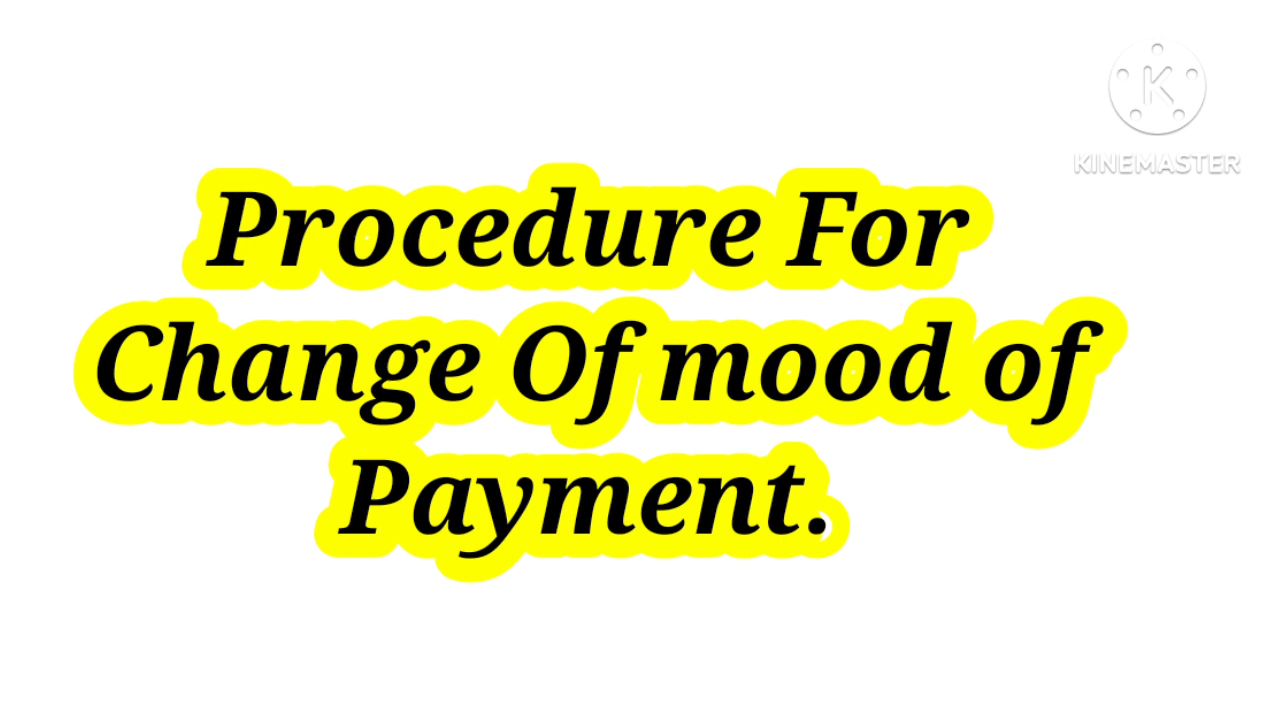 K
KINEMASTER
Procedure For
Change Of mood of
Payment.